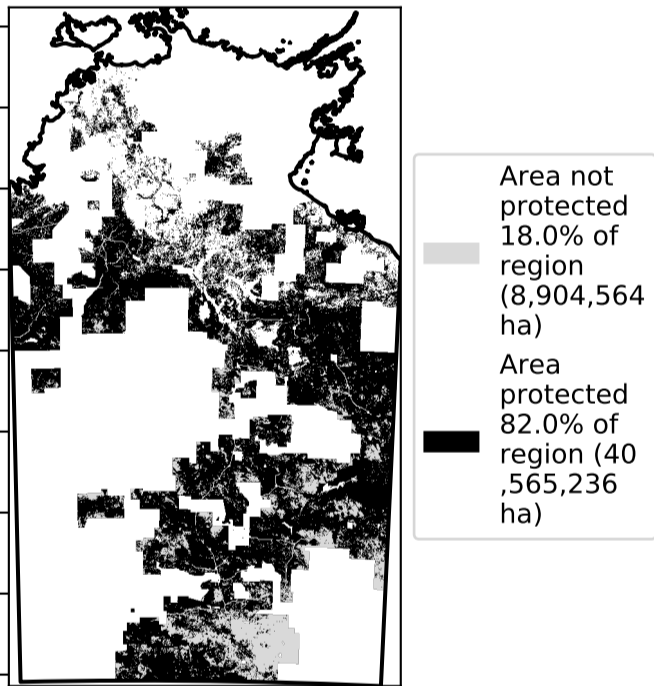 Area not
protected
18.0% of
region
(8,904,564
ha)
Area
protected
82.0% of
region (40
,565,236
ha)